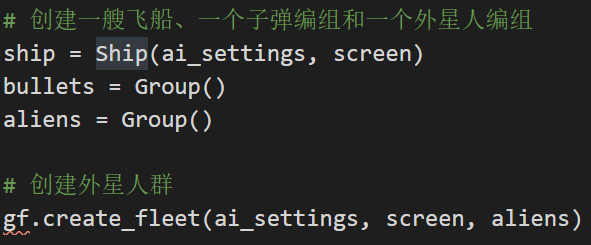 # 创建一艘飞船、一个子弹编组和一个外星人编组
ship = Ship(ai_settings, screen)
bullets = Group()
aliens = Group()
# 创建外星人群
gf.create_fleet(ai_settings, screen, aliens)